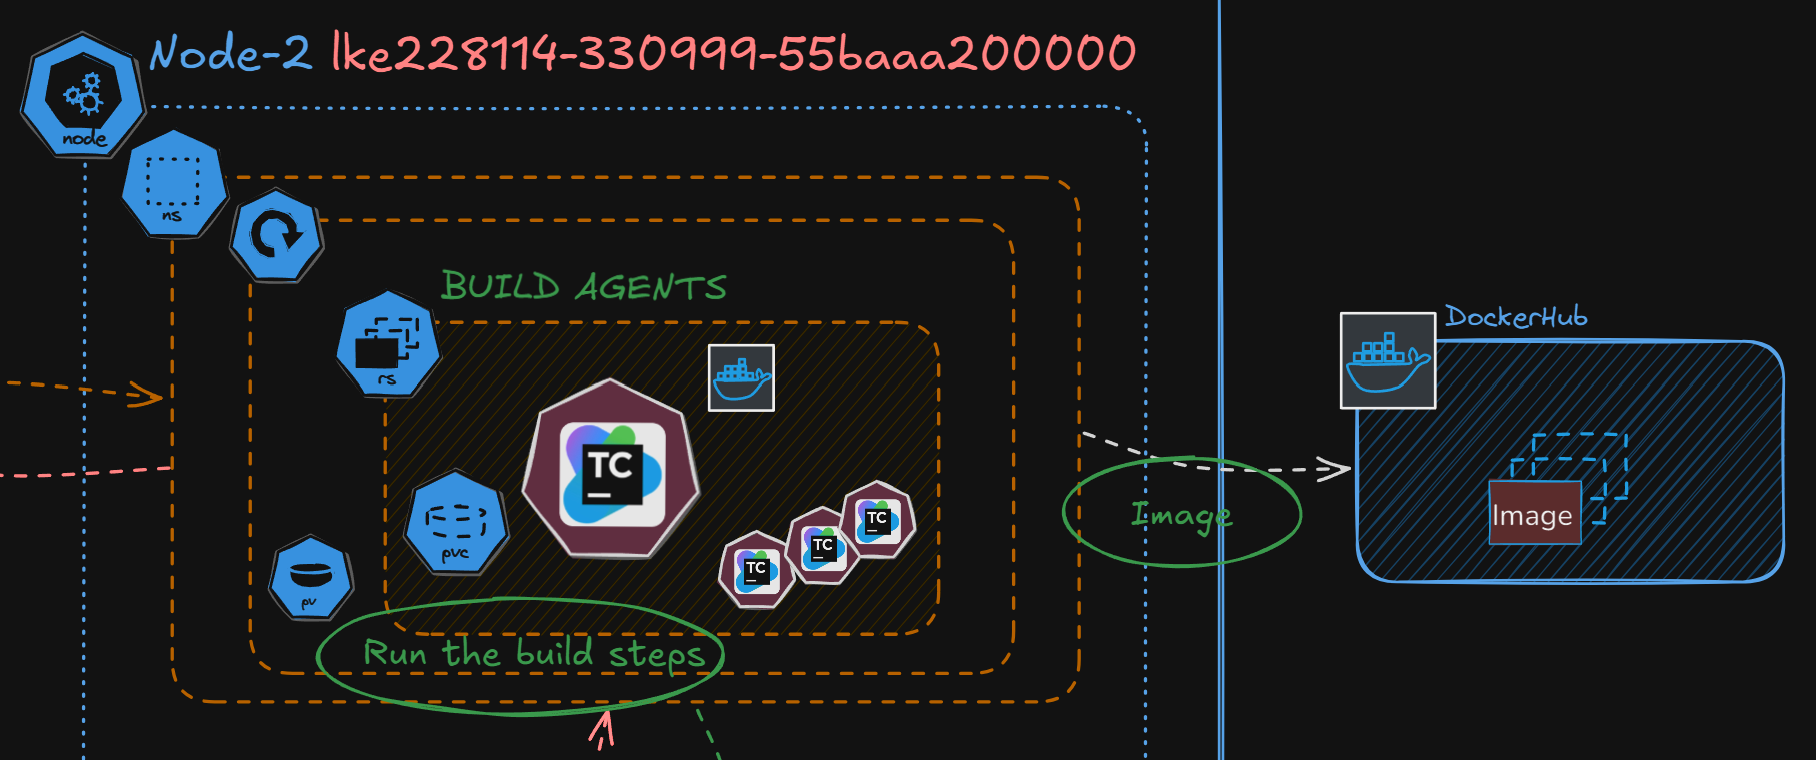 Node-2 lke228114-330999-55baaa200000
node
ns
BUILD AGENTS
DockerHub
rs
TC
TC
TC
TC
Image
Image
pvc
pv
Run the build steps